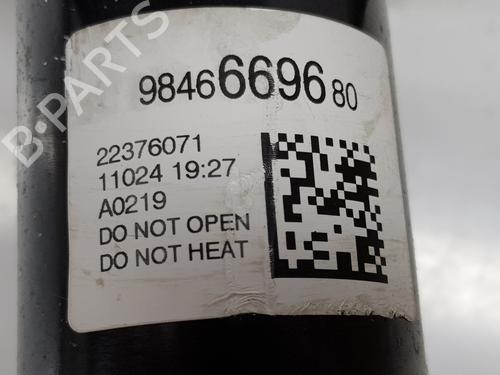 B-PARTS
9846669680
22376071
11024 19:27
A0219
DO NOT OPEN
DO NOT HEAT